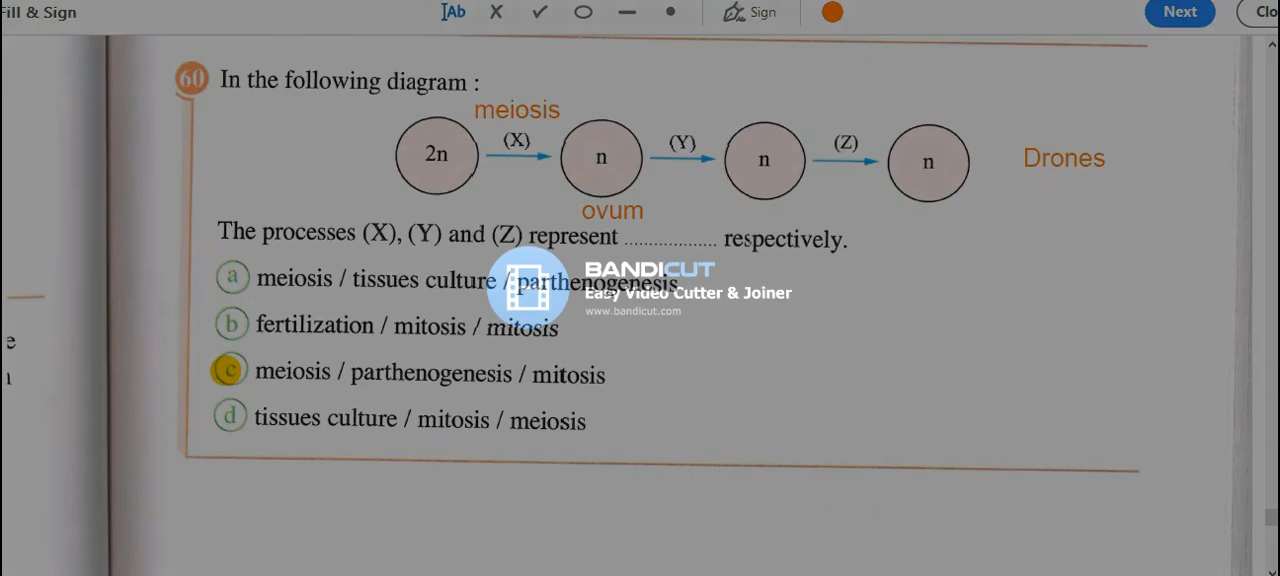 Fill & Sign
Ab
Sign
Next
60 In the following diagram :
meiosis
(X)
(Y)
(Z)
2n
n
n
n
Drones
ovum
The processes (X), (Y) and (Z) represent .................. respectively.
a meiosis / tissues culture / parthenogenesis
BANDICUT
Easy Video Cutter & Joiner
www.bandicut.com
b fertilization / mitosis / mitosis
c meiosis / parthenogenesis / mitosis
d tissues culture / mitosis / meiosis